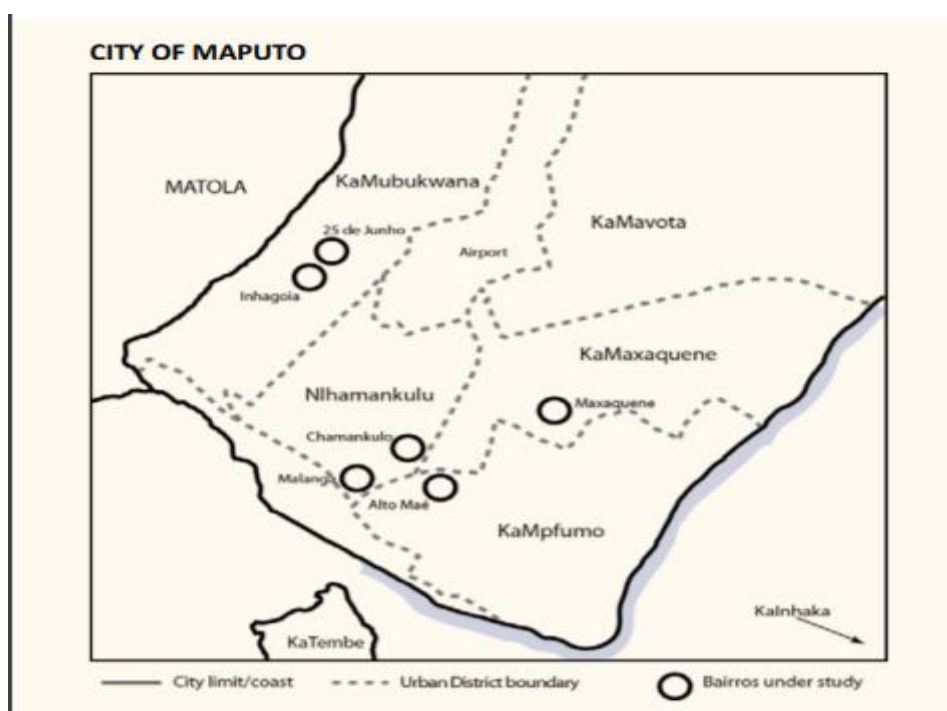 CITY OF MAPUTO
MATOLA
KaMubukwana
25 de Junho
KaMavota
Airport
Inhagoia
KaMaxaquene
Nlhamankulu
Maxaquene
Chamankulo
Malanga
Alto Maé
KaMpfumo
KaInhaka
KaTembe
City limit/coast
Urban District boundary
Bairros under study